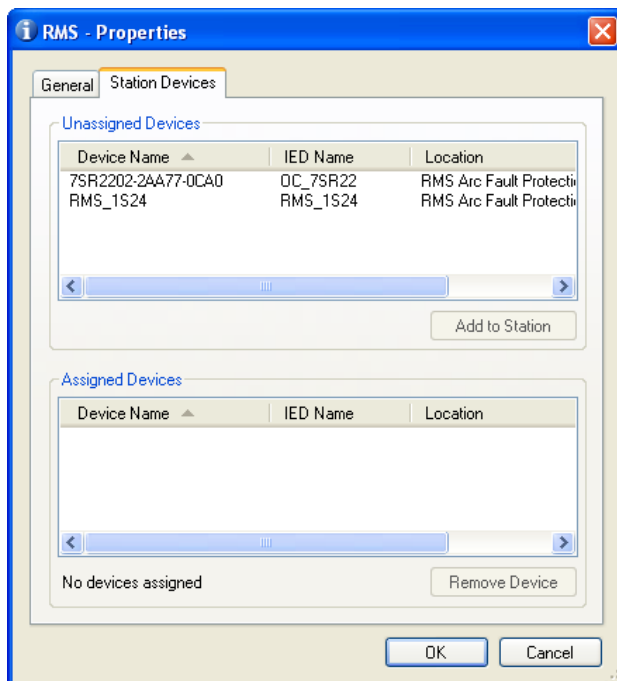 RMS - Properties
General Station Devices
Unassigned Devices
Device Name IED Name Location
7SR2202-2AA77-0CA0 OC_7SR22 RMS Arc Fault Protecti
RMS_1S24 RMS_1S24 RMS Arc Fault Protecti
Add to Station
Assigned Devices
Device Name IED Name Location
No devices assigned Remove Device
OK Cancel